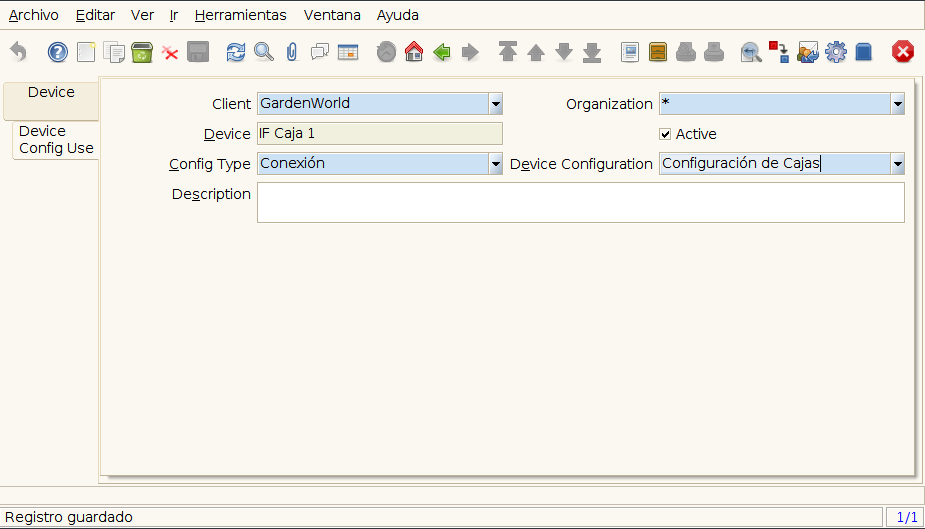 Archivo Editar Ver Ir Herramientas Ventana Ayuda
Device
Device
Config Use
Client GardenWorld Organization *
Device IF Caja 1 Active
Config Type Conexión Device Configuration Configuración de Cajas
Description
Registro guardado 1/1